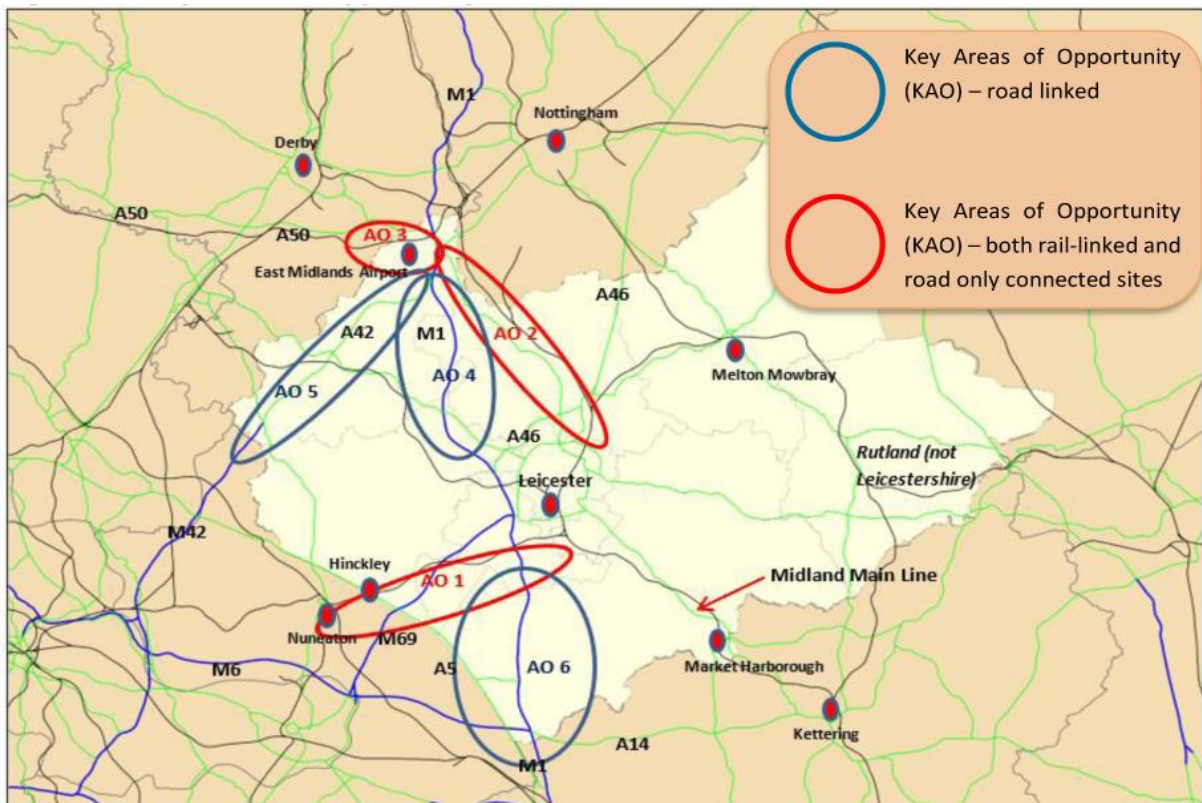 Key Areas of Opportunity
(KAO) – road linked
Key Areas of Opportunity
(KAO) – both rail-linked and
road only connected sites
M1
Nottingham
Derby
A50
A50
AO 3
East Midlands Airport
A46
A42
M1
AO 2
Melton Mowbray
AO 5
AO 4
A46
Rutland (not
Leicestershire)
Leicester
M42
Hinckley
AO 1
Midland Main Line
Nuneaton
M69
Market Harborough
M6
A5
AO 6
Kettering
A14
M1